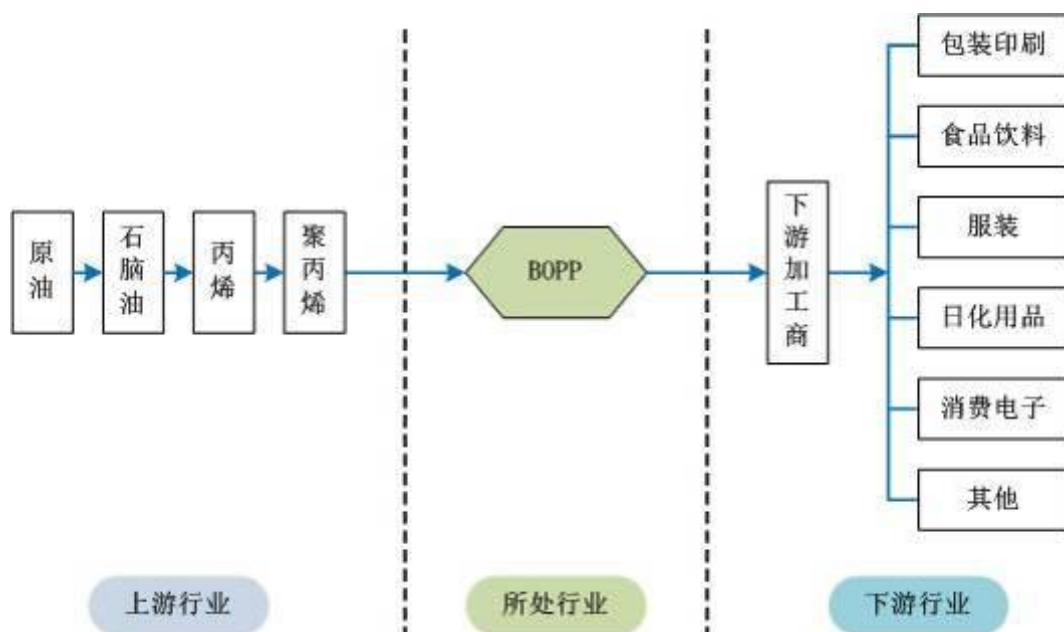 原油
石脑油
丙烯
聚丙烯
BOPP
下游加工商
包装印刷
食品饮料
服装
日化用品
消费电子
其他
上游行业
所处行业
下游行业